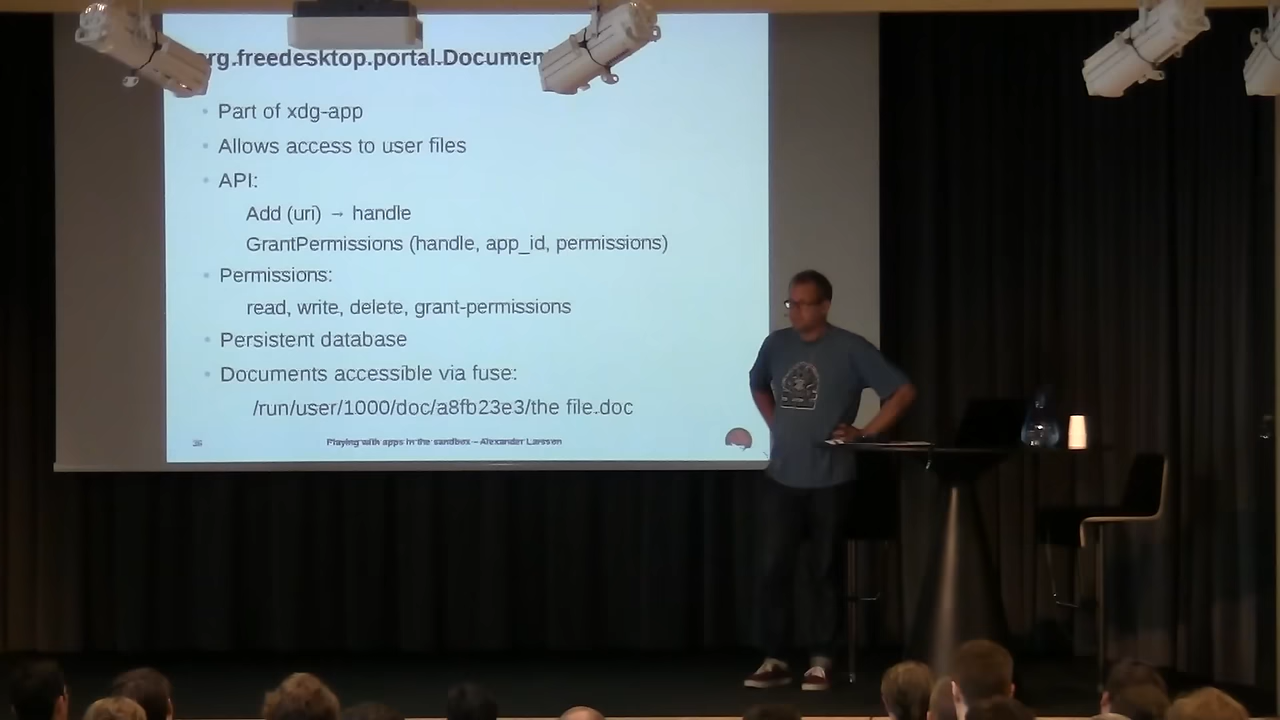 rg.freedesktop.portal.Documen
Part of xdg-app
Allows access to user files
API:
Add (uri) → handle
GrantPermissions (handle, app_id, permissions)
Permissions:
read, write, delete, grant-permissions
Persistent database
Documents accessible via fuse:
/run/user/1000/doc/a8fb23e3/the file.doc
Playing with apps in the sandbox – Alexander Larsson